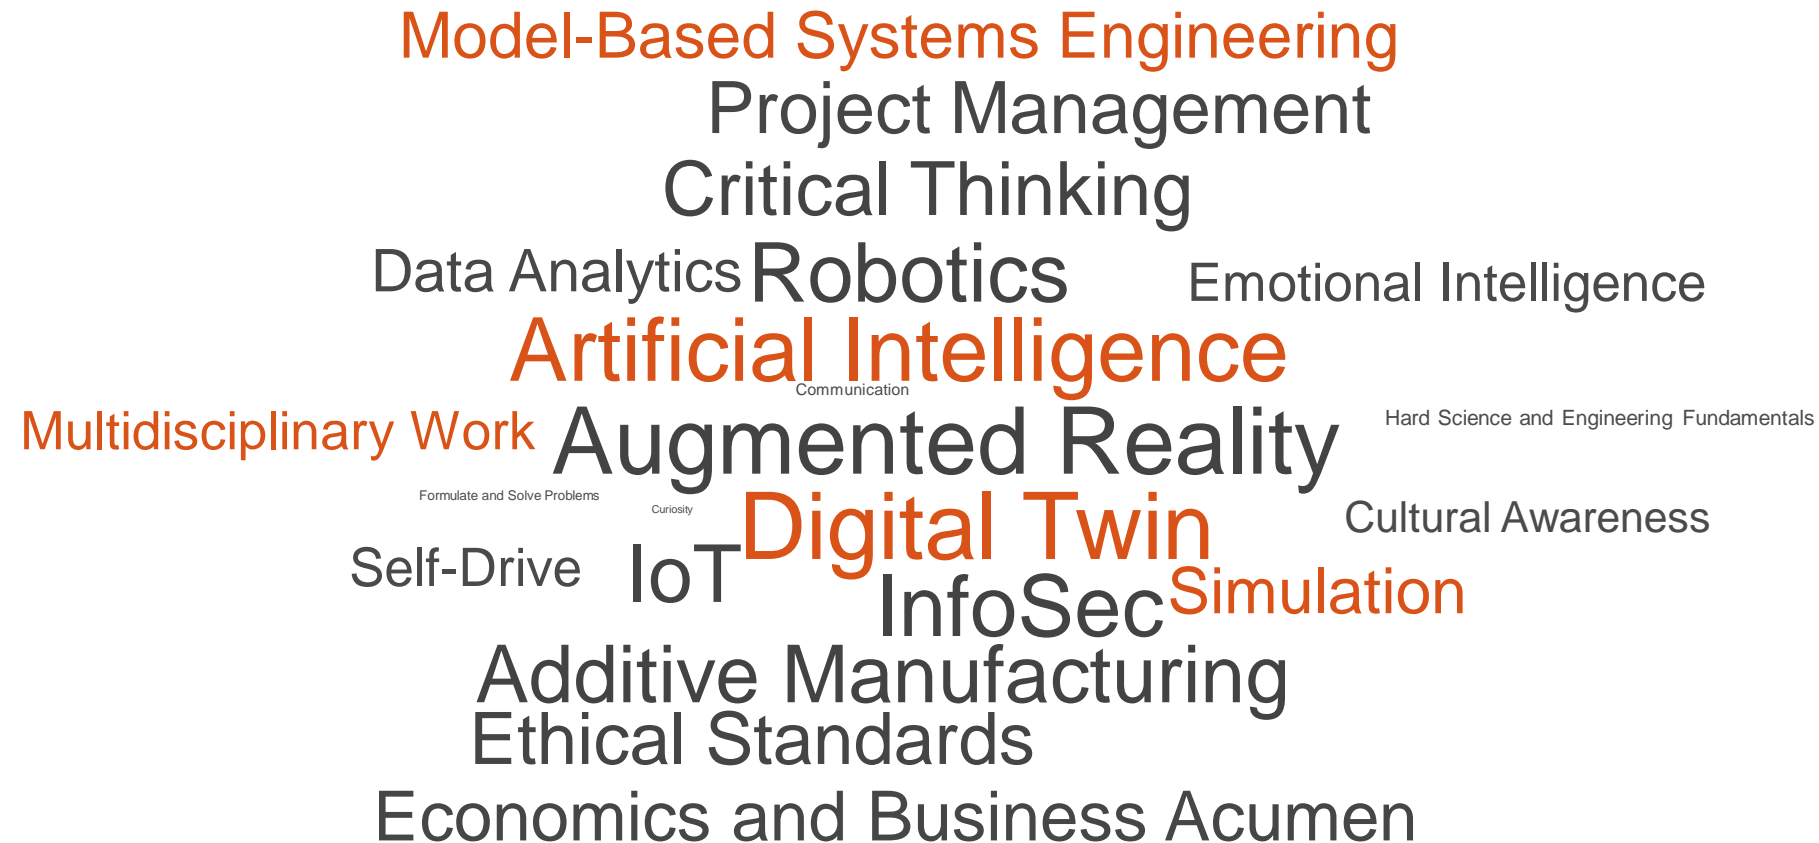 Model-Based Systems Engineering
Project Management
Critical Thinking
Data Analytics
Robotics
Emotional Intelligence
Artificial Intelligence
Communication
Multidisciplinary Work
Augmented Reality
Hard Science and Engineering Fundamentals
Formulate and Solve Problems
Curiosity
Digital Twin
Cultural Awareness
Self-Drive
IoT
InfoSec
Simulation
Additive Manufacturing
Ethical Standards
Economics and Business Acumen